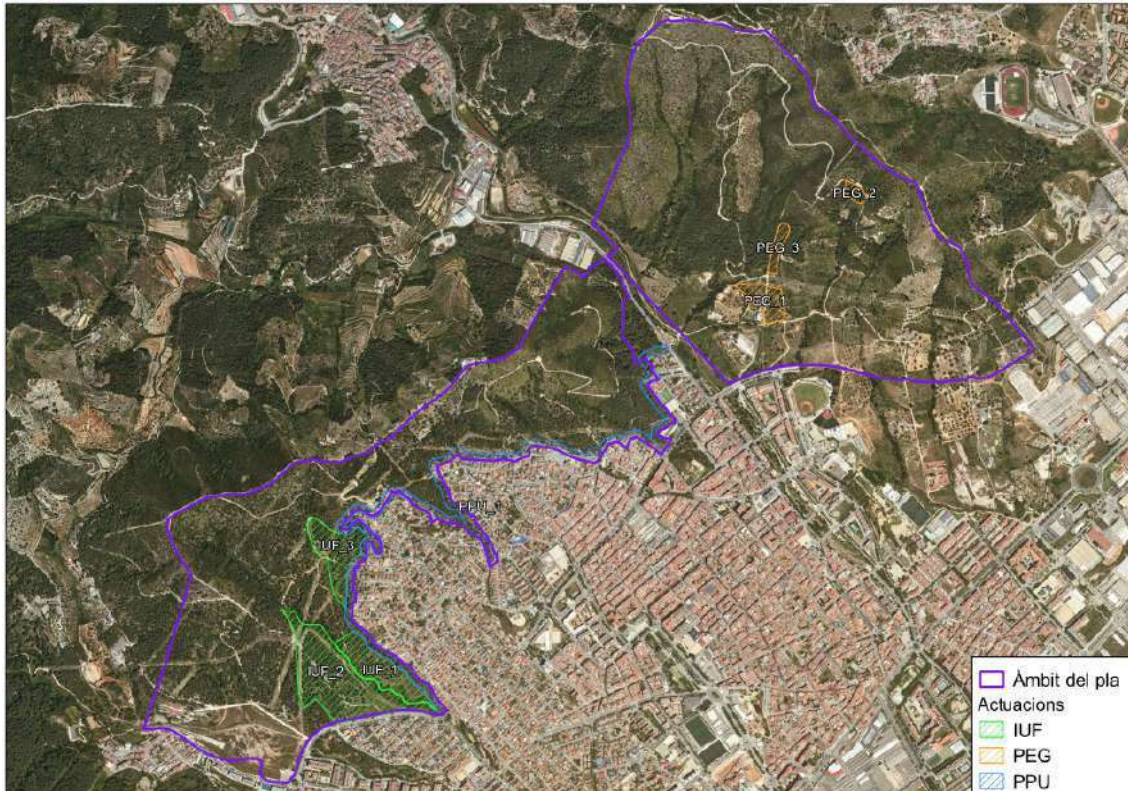 PEG_2
PEG_3
PEG_1
PPU_1
IUF_3
IUF_2
IUF_1
Àmbit del pla
Actuacions
IUF
PEG
PPU